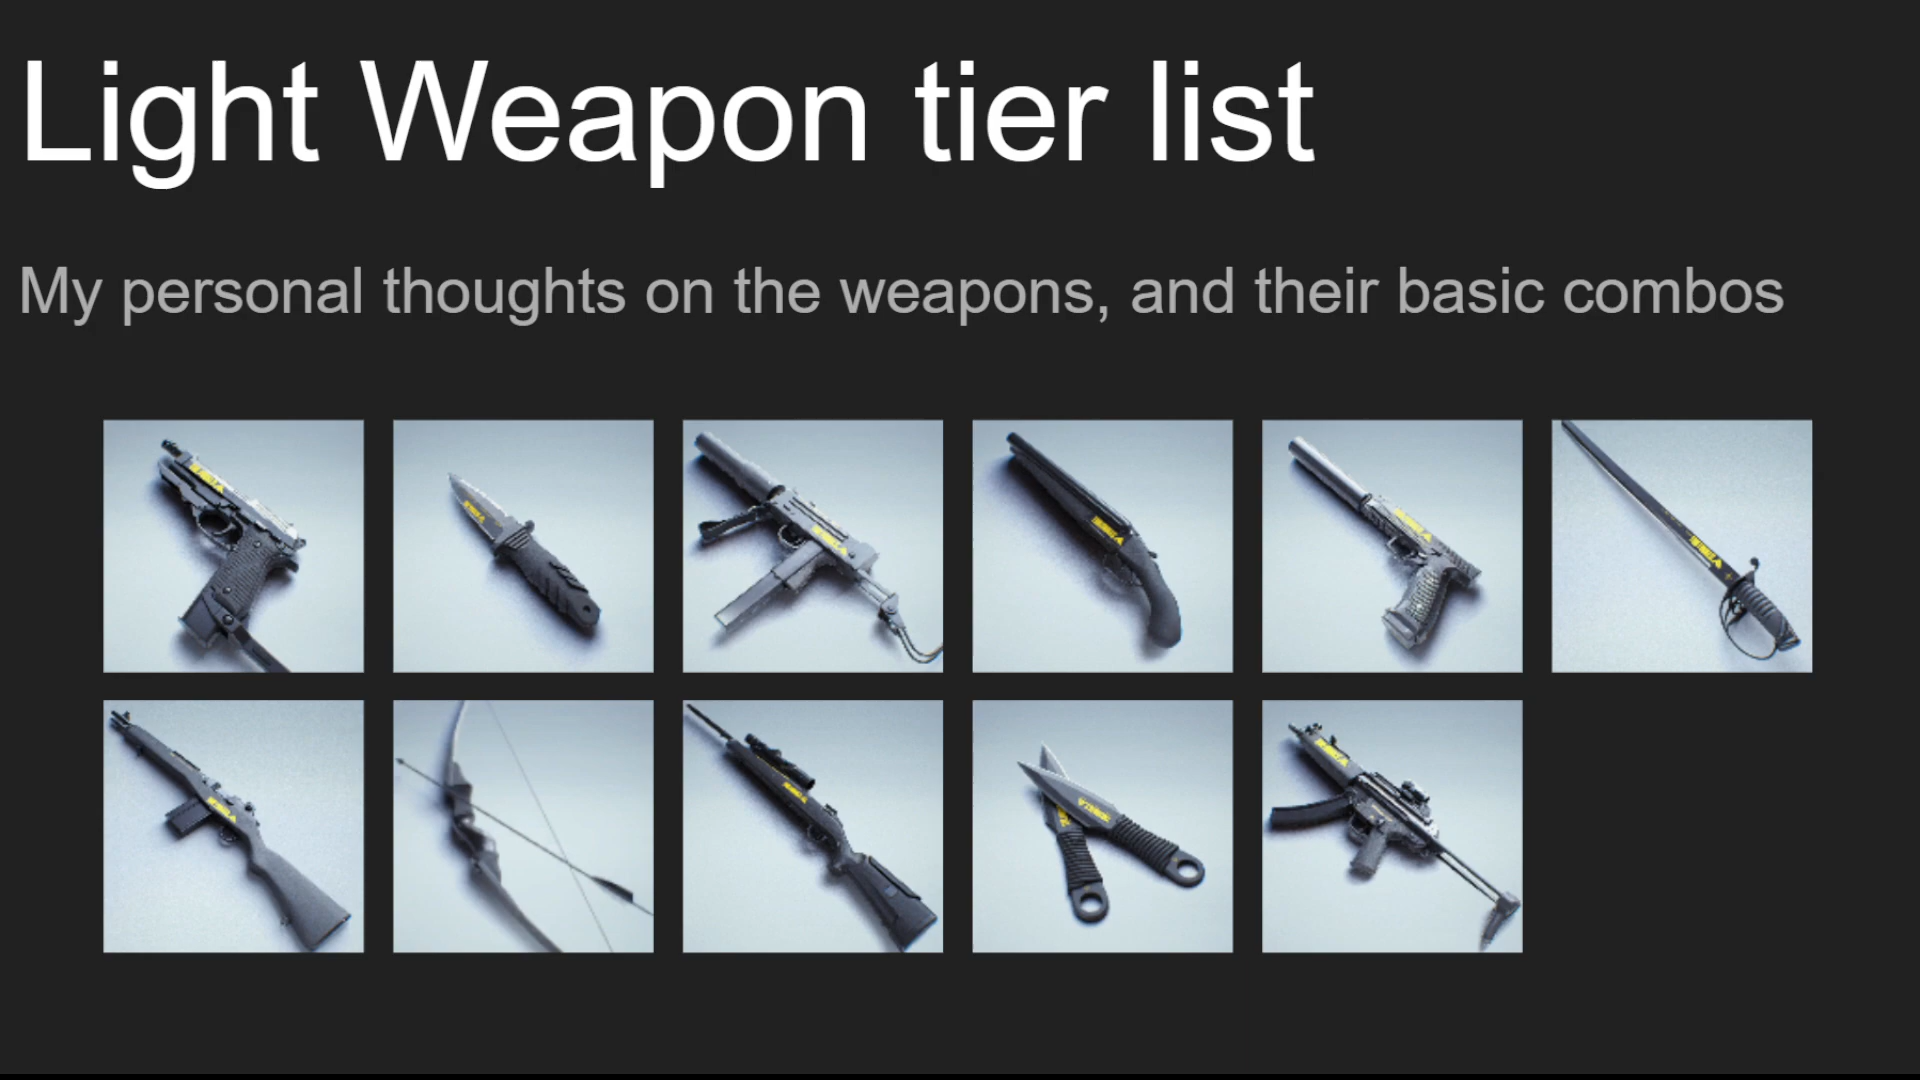 Light Weapon tier list
My personal thoughts on the weapons, and their basic combos